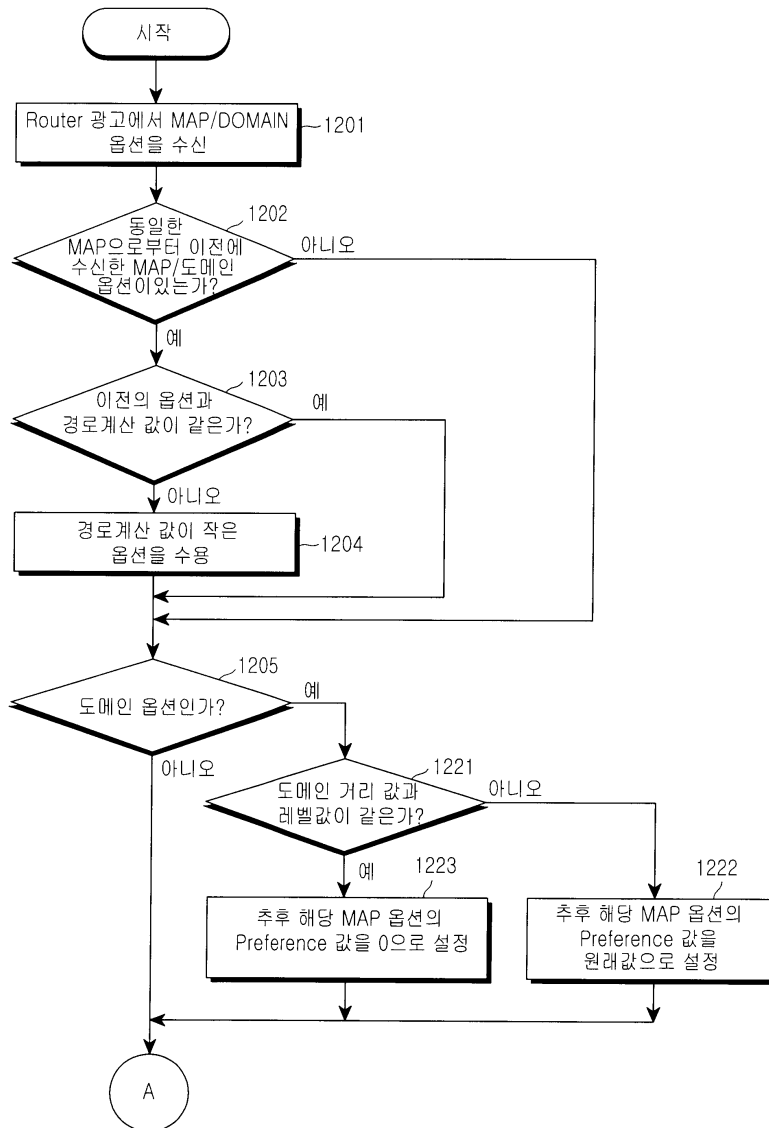 시작
Router 광고에서 MAP/DOMAIN
옵션을 수신
1201
1202
동일한
MAP으로부터 이전에
수신한 MAP/도메인
옵션이있는가?
아니오
예
1203
이전의 옵션과
경로계산 값이 같은가?
예
아니오
경로계산 값이 작은
옵션을 수용
1204
1205
도메인 옵션인가?
예
아니오
1221
도메인 거리 값과
레벨값이 같은가?
아니오
예
1223
추후 해당 MAP 옵션의
Preference 값을 0으로 설정
1222
추후 해당 MAP 옵션의
Preference 값을
원래값으로 설정
A